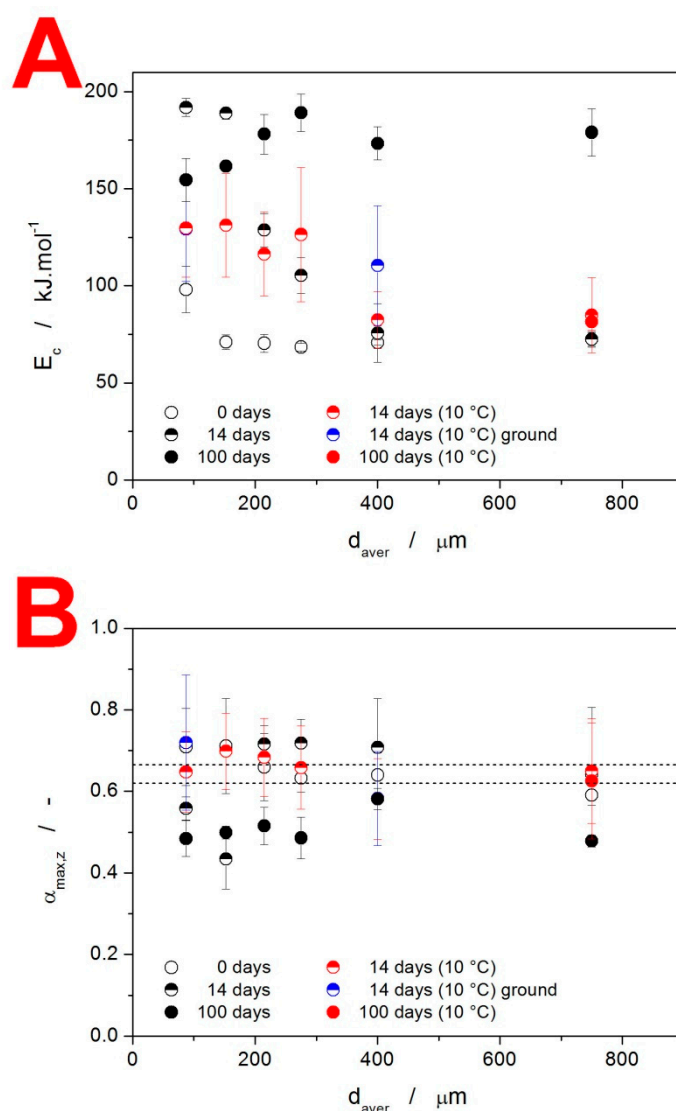 A
200
150
100
50
0
E_c / kJ.mol⁻¹
0 days 14 days (10 °C)
14 days 14 days (10 °C) ground
100 days 100 days (10 °C)
0 200 400 600 800
d_aver / μm
B
1.0
0.8
0.6
0.4
0.2
0.0
α_max,z / -
0 days 14 days (10 °C)
14 days 14 days (10 °C) ground
100 days 100 days (10 °C)
0 200 400 600 800
d_aver / μm